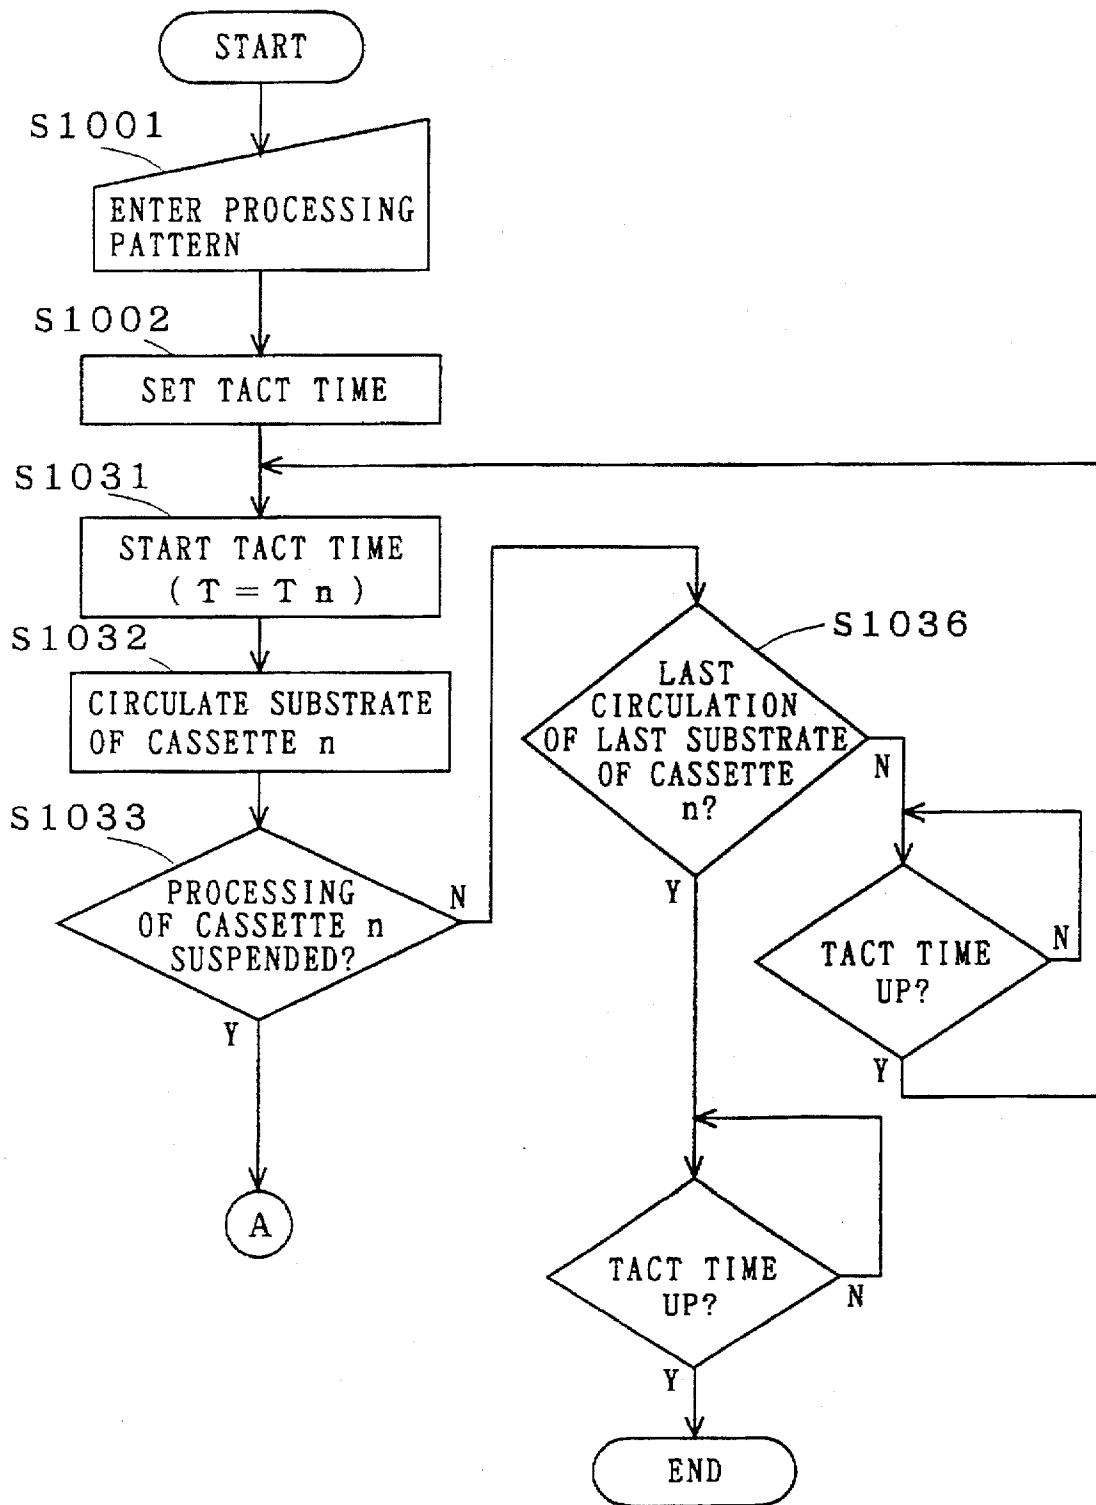 START
S1001
ENTER PROCESSING
PATTERN
S1002
SET TACT TIME
S1031
START TACT TIME
( T = T n )
S1032
CIRCULATE SUBSTRATE
OF CASSETTE n
S1033
PROCESSING
OF CASSETTE n
SUSPENDED?
N
Y
A
S1036
LAST
CIRCULATION
OF LAST SUBSTRATE
OF CASSETTE
n?
N
Y
TACT TIME
UP?
N
Y
TACT TIME
UP?
N
Y
END